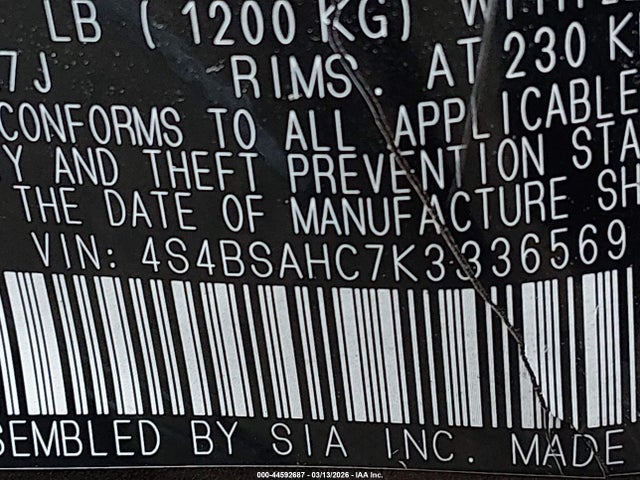 LB ( 1200 KG) WITH
7J RIMS. AT 230 K
CONFORMS TO ALL APPLICABLE
Y AND THEFT PREVENTION STA
THE DATE OF MANUFACTURE SH
VIN: 4S4BSAHC7K3336569
SEMBLED BY SIA INC. MADE
000-44592687 - 03/13/2026 - IAA Inc.